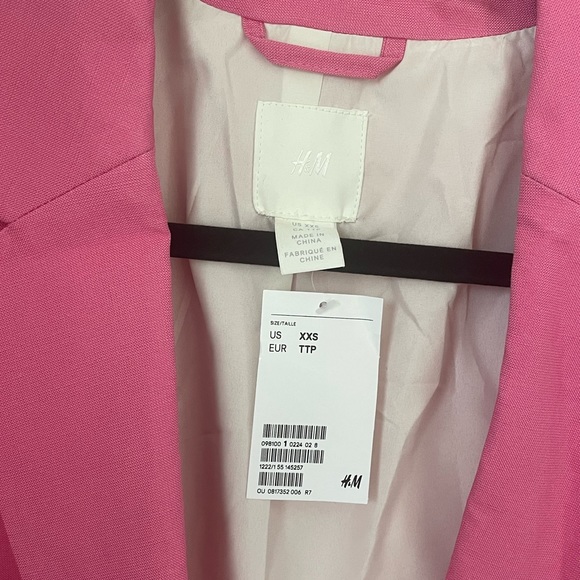 H&M
US XXS
MADE IN
CHINA
FABRIQUÉ EN
CHINE
SIZE/TAILLE
US XXS
EUR TTP
098100 1 0224 02 8
1222/1 55 145257
H&M
OU 0817352 006 R7